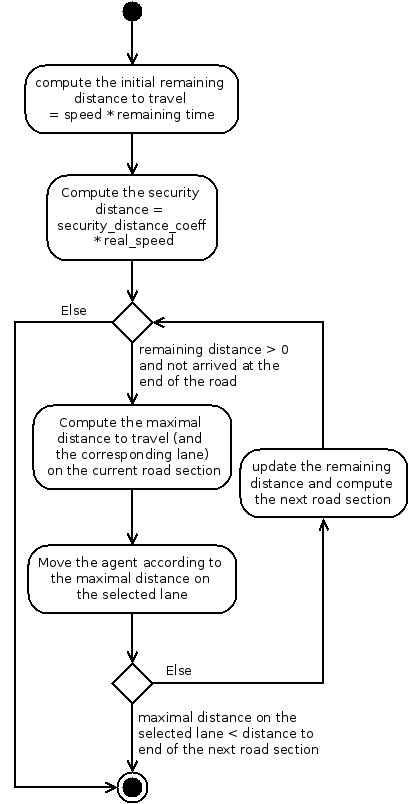 compute the initial remaining
distance to travel
= speed * remaining time
Compute the security
distance =
security_distance_coeff
* real_speed
Else
remaining distance > 0
and not arrived at the
end of the road
Compute the maximal
distance to travel (and
the corresponding lane)
on the current road section
update the remaining
distance and compute
the next road section
Move the agent according to
the maximal distance on
the selected lane
Else
maximal distance on the
selected lane < distance to
end of the next road section